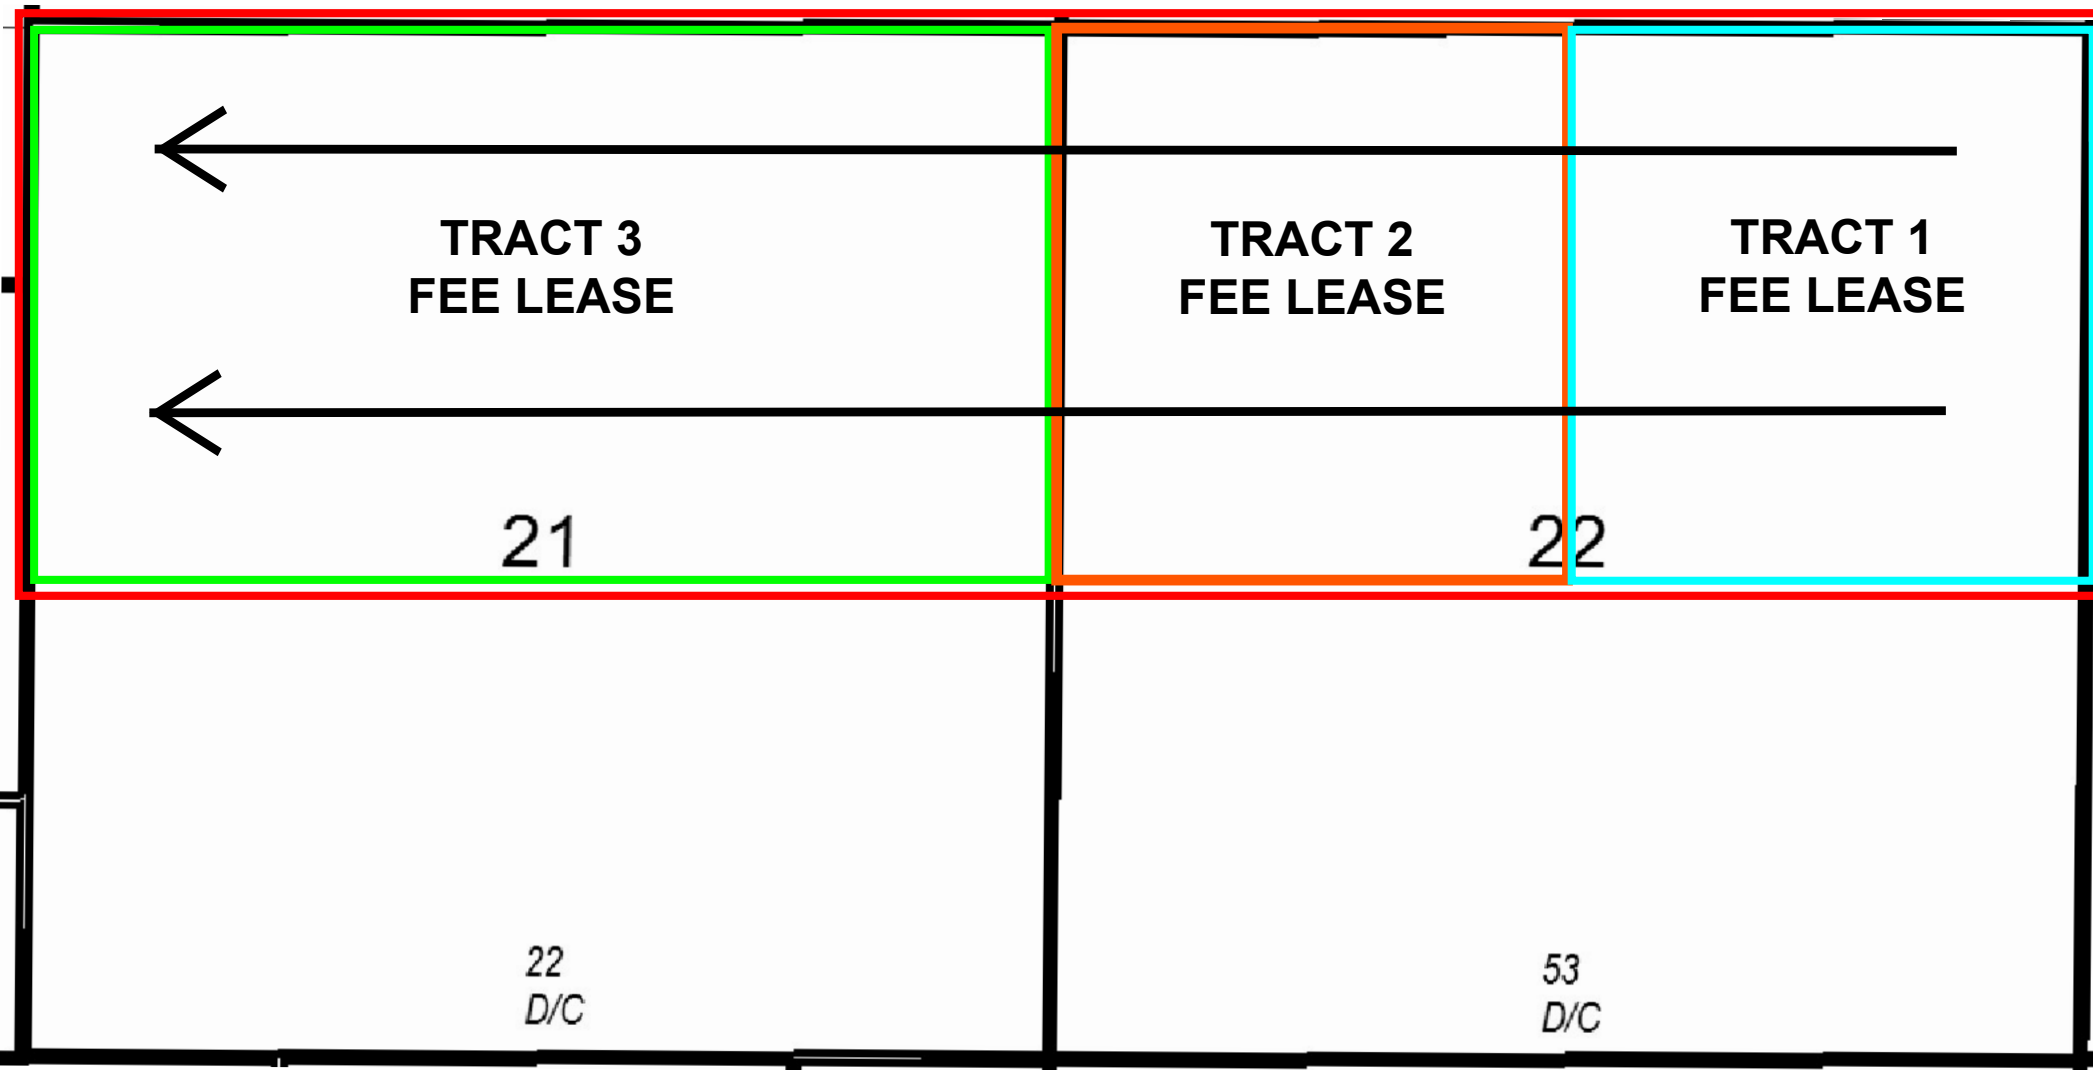 TRACT 3
FEE LEASE
TRACT 2
FEE LEASE
TRACT 1
FEE LEASE
21
22
22
D/C
53
D/C